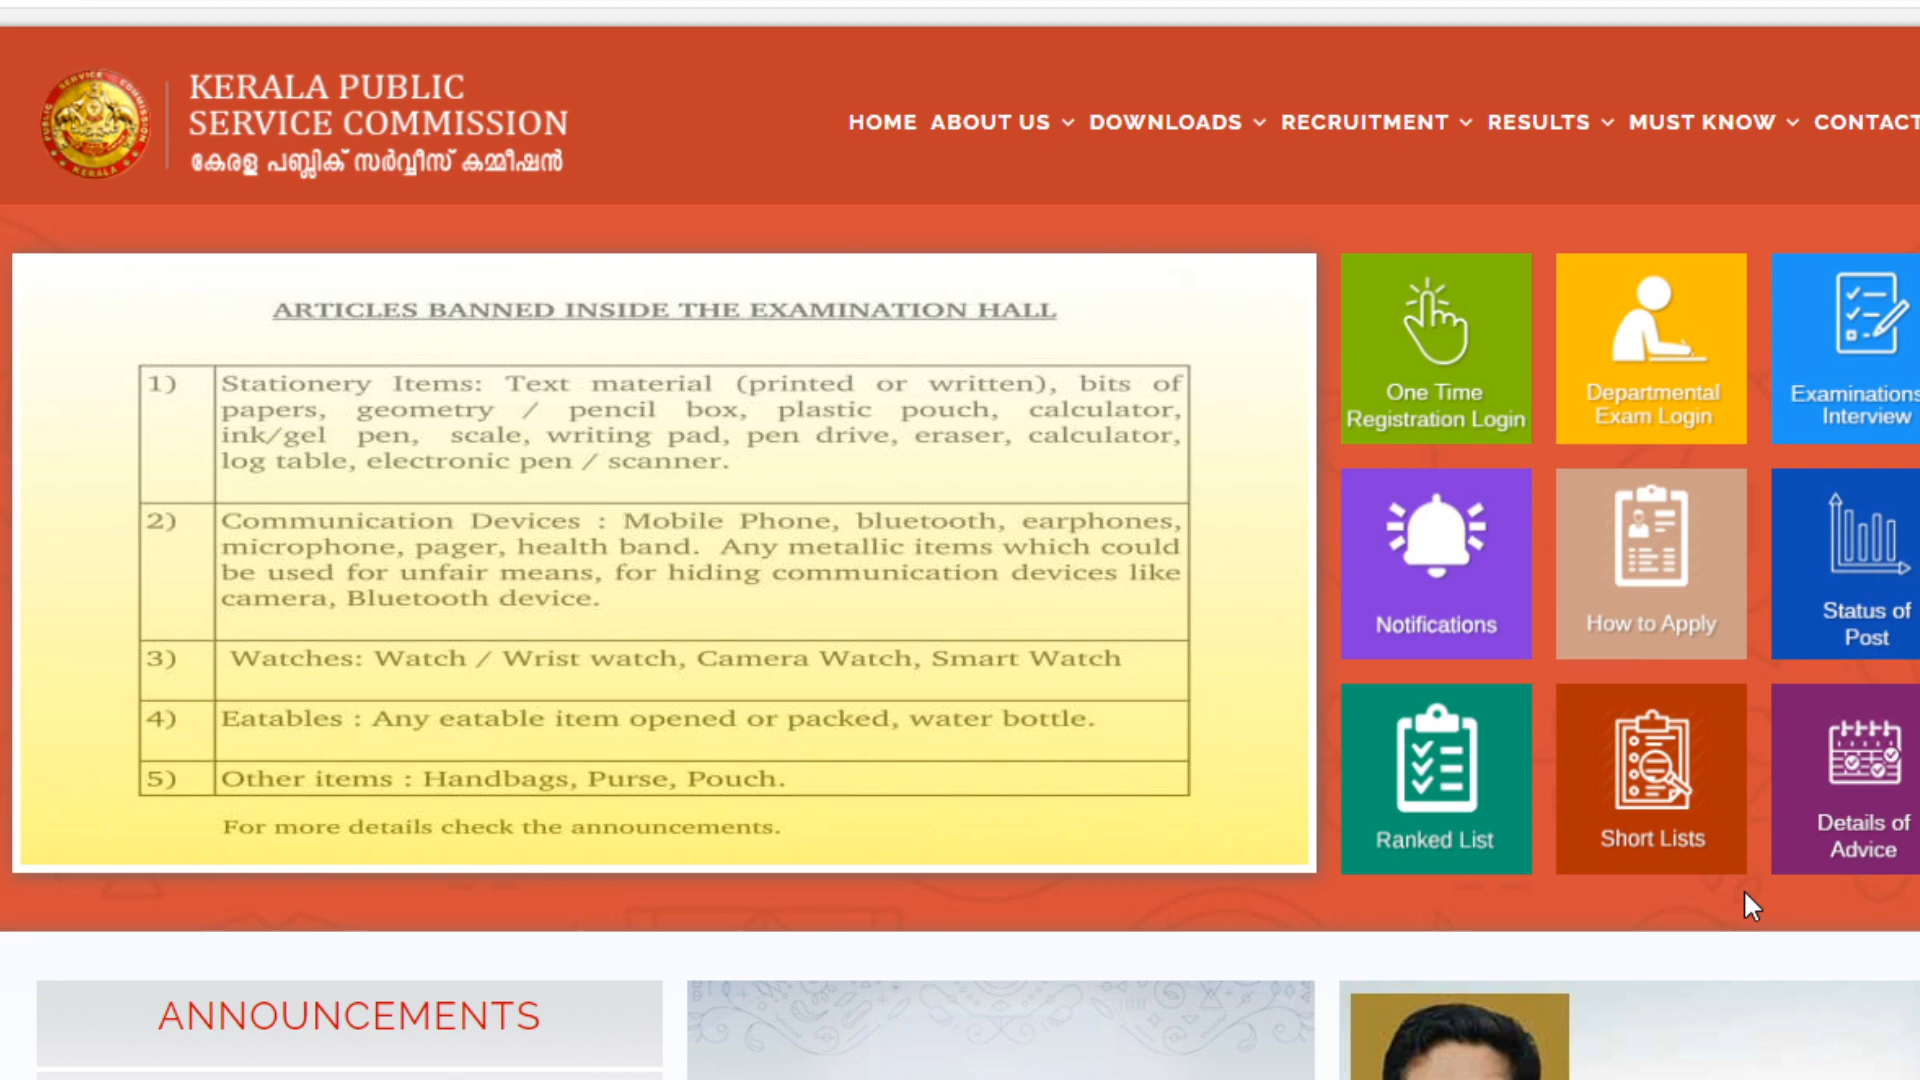 KERALA PUBLIC
SERVICE COMMISSION
കേരള പബ്ലിക് സർവ്വീസ് കമ്മീഷൻ
HOME ABOUT US DOWNLOADS RECRUITMENT RESULTS MUST KNOW CONTACT
ARTICLES BANNED INSIDE THE EXAMINATION HALL
1) Stationery Items: Text material (printed or written), bits of
papers, geometry / pencil box, plastic pouch, calculator,
ink/gel pen, scale, writing pad, pen drive, eraser, calculator,
log table, electronic pen / scanner.
2) Communication Devices : Mobile Phone, bluetooth, earphones,
microphone, pager, health band. Any metallic items which could
be used for unfair means, for hiding communication devices like
camera, Bluetooth device.
3) Watches: Watch / Wrist watch, Camera Watch, Smart Watch
4) Eatables : Any eatable item opened or packed, water bottle.
5) Other items : Handbags, Purse, Pouch.
For more details check the announcements.
One Time
Registration Login
Departmental
Exam Login
Examinations
Interview
Notifications
How to Apply
Status of
Post
Ranked List
Short Lists
Details of
Advice
ANNOUNCEMENTS